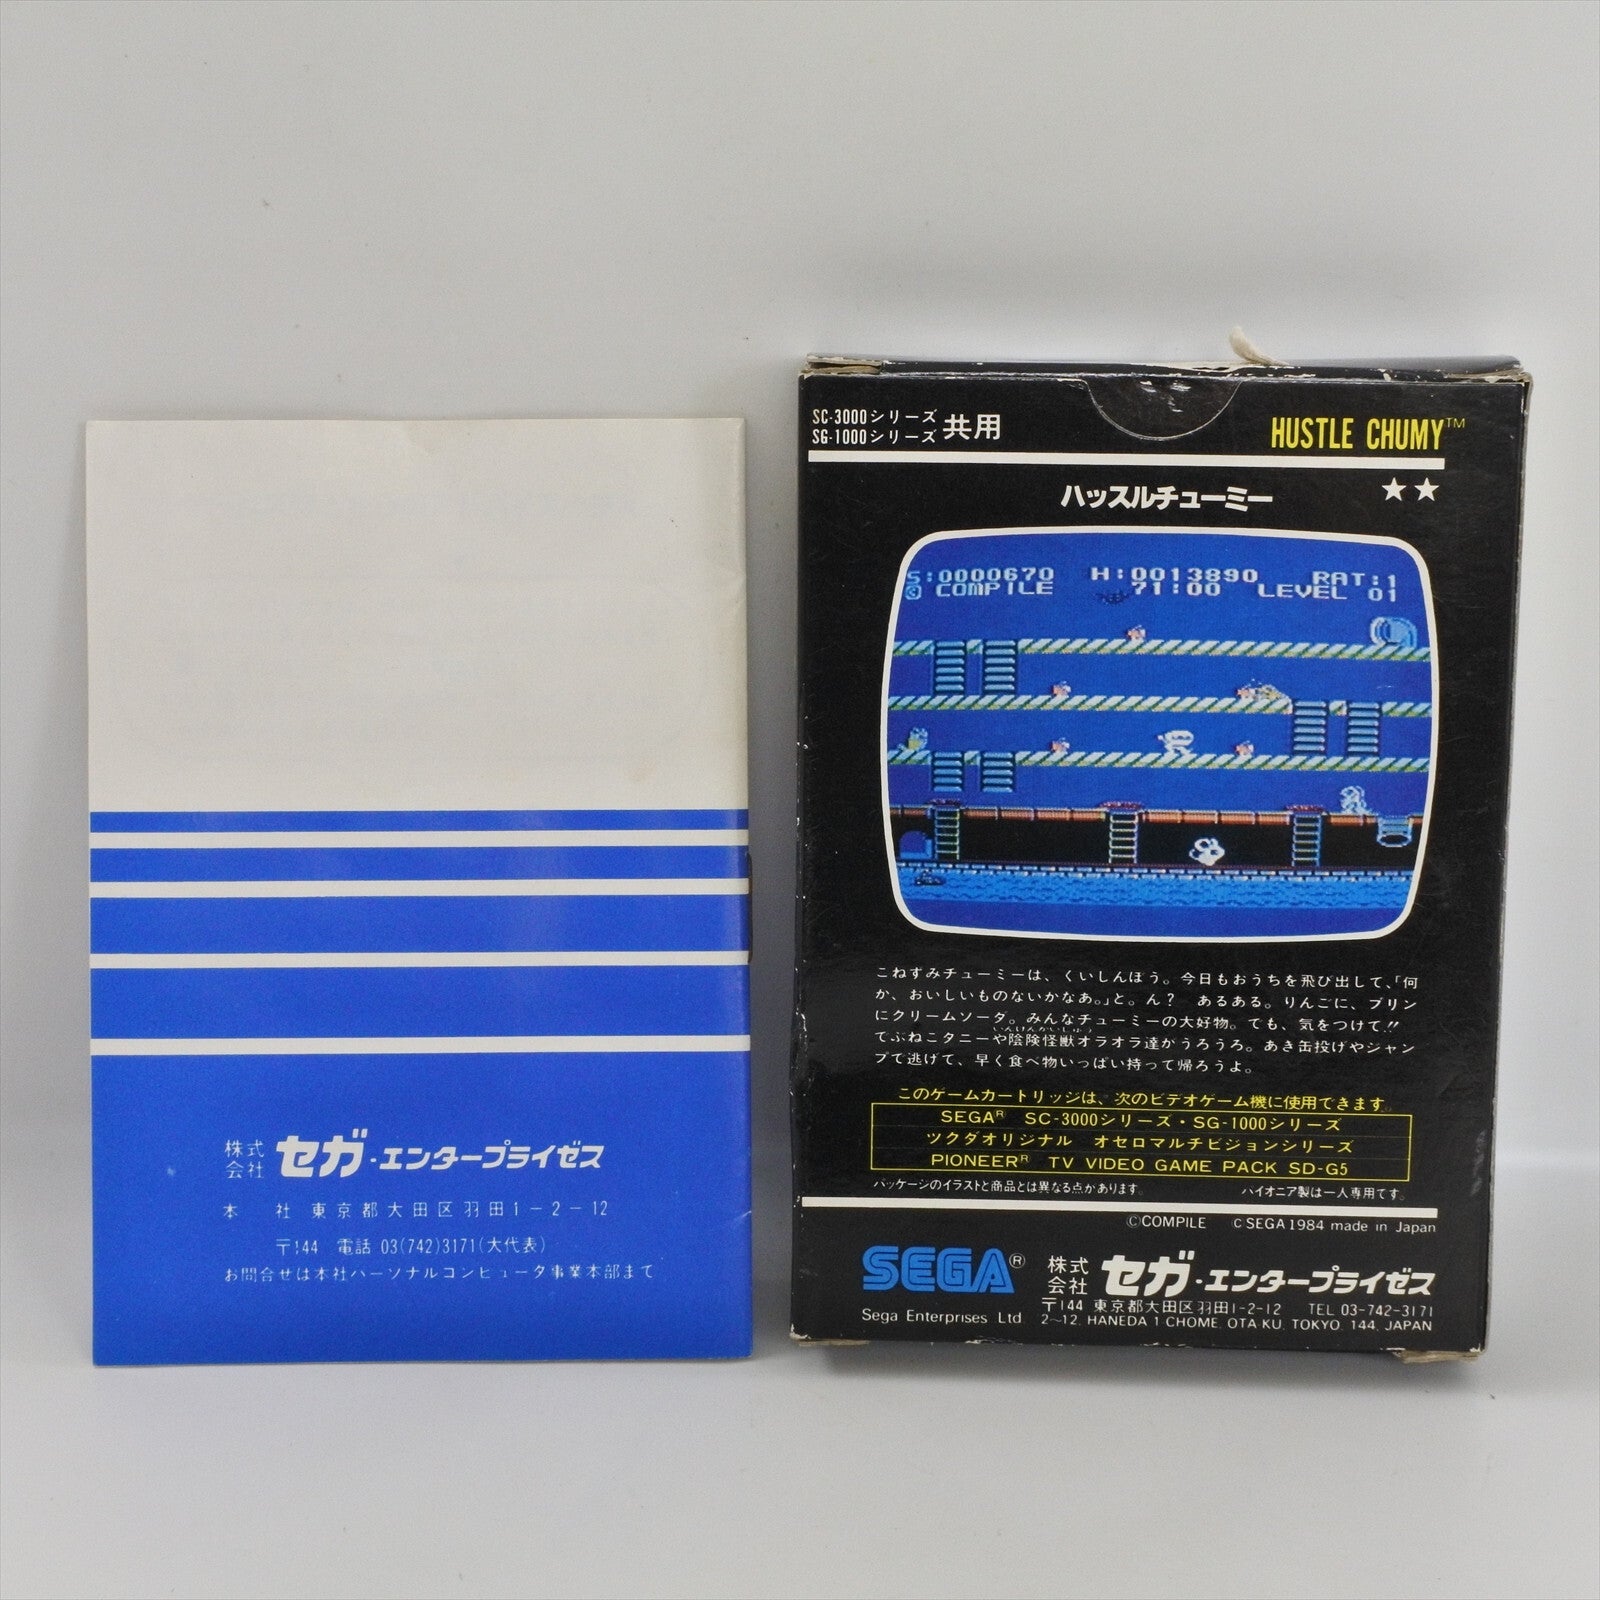 株式
会社 セガ・エンタープライゼス
本 社 東京都大田区羽田1-2-12
〒144 電話 03(742)3171(大代表)
お問合せは本社パーソナルコンピュータ事業本部まで
SC-3000シリーズ
SG-1000シリーズ 共用
HUSTLE CHUMY™
ハッスルチューミー
★★
S:0000670 H:0013890 RAT:1
© COMPILE 71:00 LEVEL 01
こねずみチューミーは、くいしんぼう。今日もおうちを飛び出して、「何
か、おいしいものないかなあ。」と。ん? あるある。りんごに、プリン
にクリームソーダ。みんなチューミーの大好物。でも、気をつけて!!
いんけんかいじゅう
てぶねこタニーや陰険怪獣オラオラ達がうろうろ。あき缶投げやジャン
プで逃げて、早く食べ物いっぱい持って帰ろうよ。
このゲームカートリッジは、次のビデオゲーム機に使用できます。
SEGAR SC-3000シリーズ・SG-1000シリーズ
ツクダオリジナル オセロマルチビジョンシリーズ
PIONEERR TV VIDEO GAME PACK SD-G5
パッケージのイラストと商品とは異なる点があります。 パイオニア製は一人専用です。
©COMPILE © SEGA 1984 made in Japan
SEGA®
Sega Enterprises Ltd.
株式
会社 セガ・エンタープライゼス
〒144 東京都大田区羽田1-2-12 TEL 03-742-3171
2~12, HANEDA 1 CHOME, OTA-KU, TOKYO, 144, JAPAN